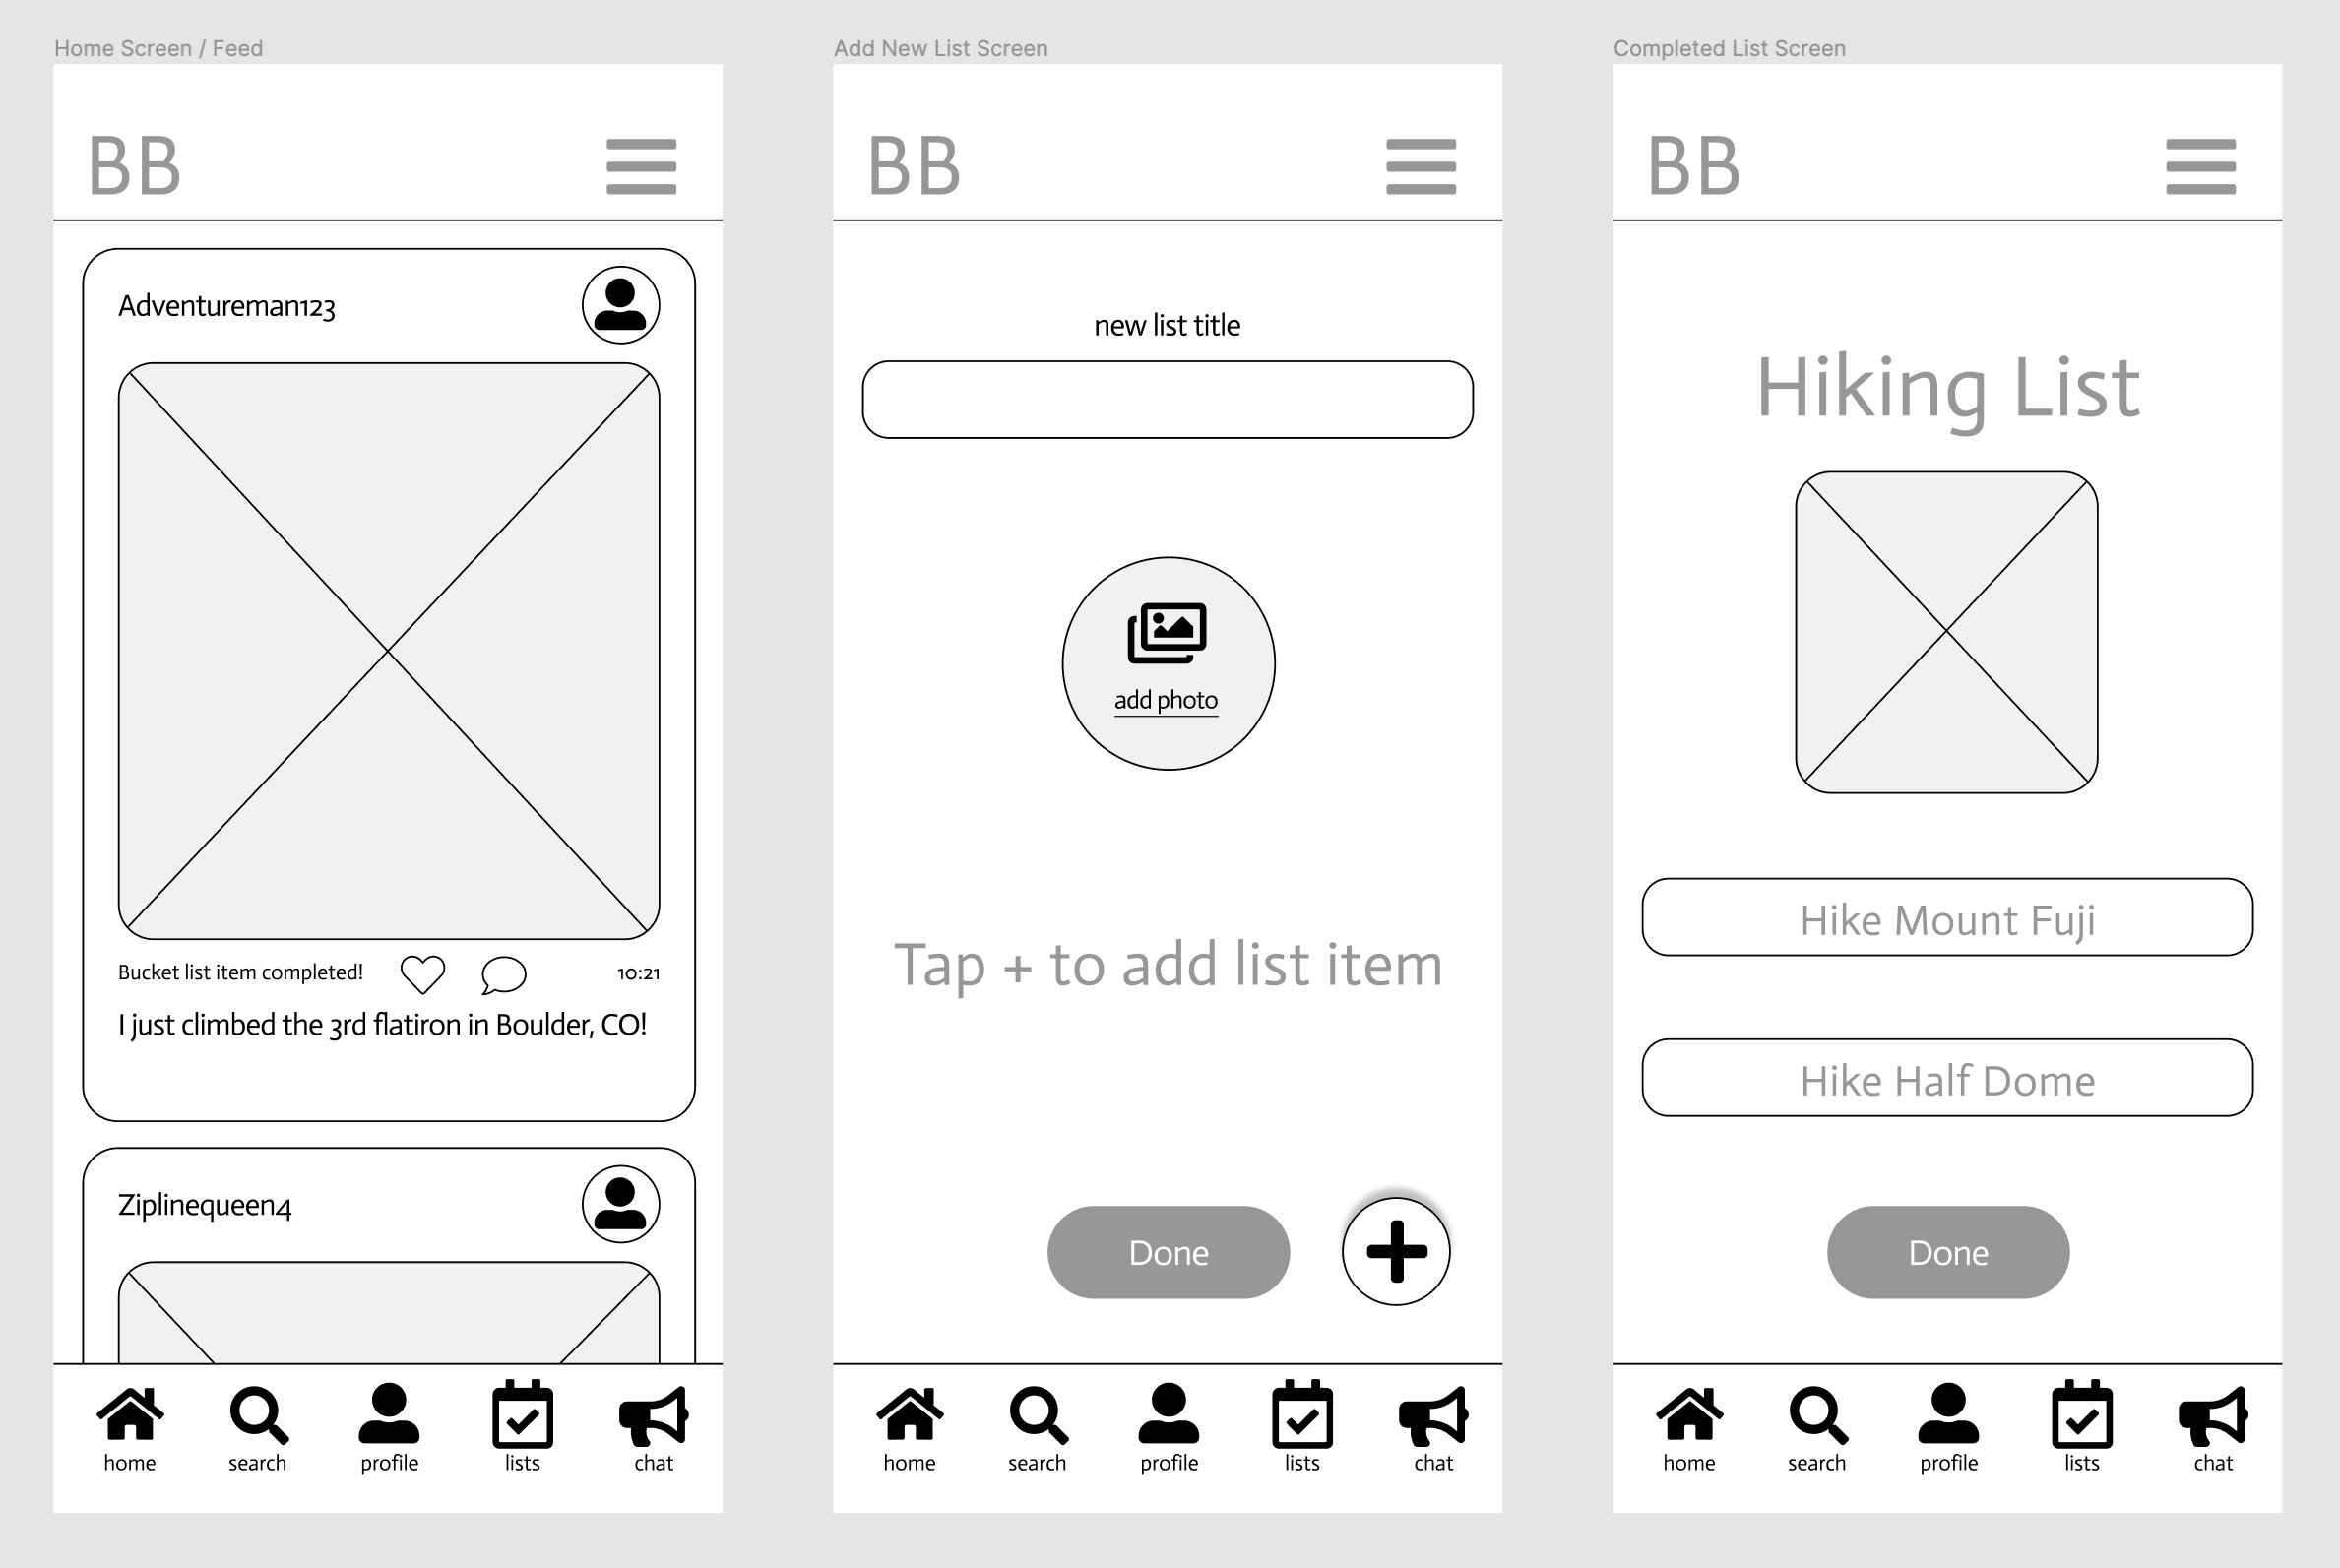 Home Screen / Feed
BB
Adventureman123
Bucket list item completed!
10:21
I just climbed the 3rd flatiron in Boulder, CO!
Ziplinequeen4
home
search
profile
lists
chat
Add New List Screen
BB
new list title
add photo
Tap + to add list item
Done
home
search
profile
lists
chat
Completed List Screen
BB
Hiking List
Hike Mount Fuji
Hike Half Dome
Done
home
search
profile
lists
chat